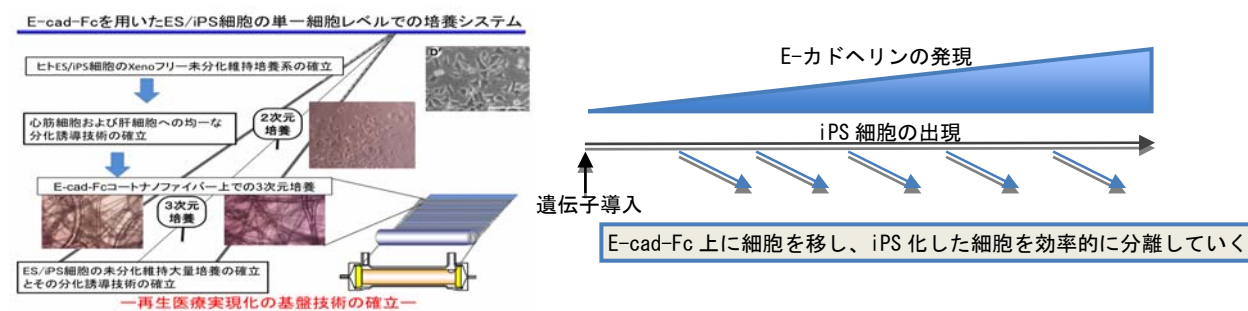 E-cad-Fcを用いたES/iPS細胞の単一細胞レベルでの培養システム
D'
ヒトES/iPS細胞のXenoフリー未分化維持培養系の確立
心筋細胞および肝細胞への均一な
分化誘導技術の確立
2次元
培養
E-cad-Fcコートナノファイバー上での3次元培養
3次元
培養
ES/iPS細胞の未分化維持大量培養の確立
とその分化誘導技術の確立
―再生医療実現化の基盤技術の確立―
E-カドヘリンの発現
iPS 細胞の出現
遺伝子導入
E-cad-Fc 上に細胞を移し、iPS 化した細胞を効率的に分離していく